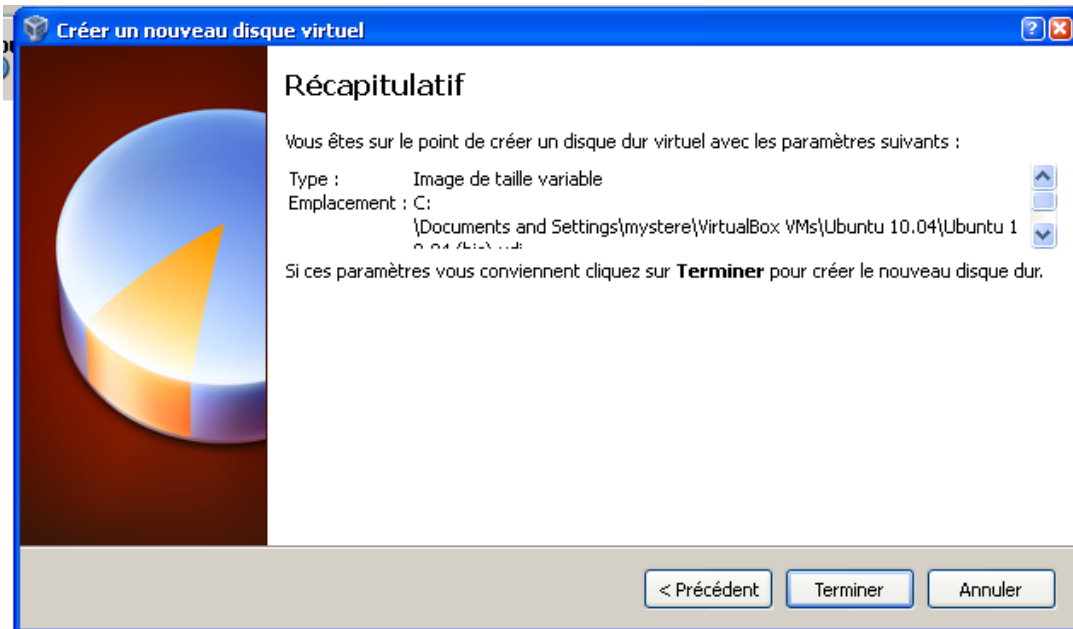 Créer un nouveau disque virtuel
Récapitulatif
Vous êtes sur le point de créer un disque dur virtuel avec les paramètres suivants :
Type : Image de taille variable
Emplacement : C:
\Documents and Settings\mystere\VirtualBox VMs\Ubuntu 10.04\Ubuntu 1
Si ces paramètres vous conviennent cliquez sur Terminer pour créer le nouveau disque dur.
< Précédent
Terminer
Annuler